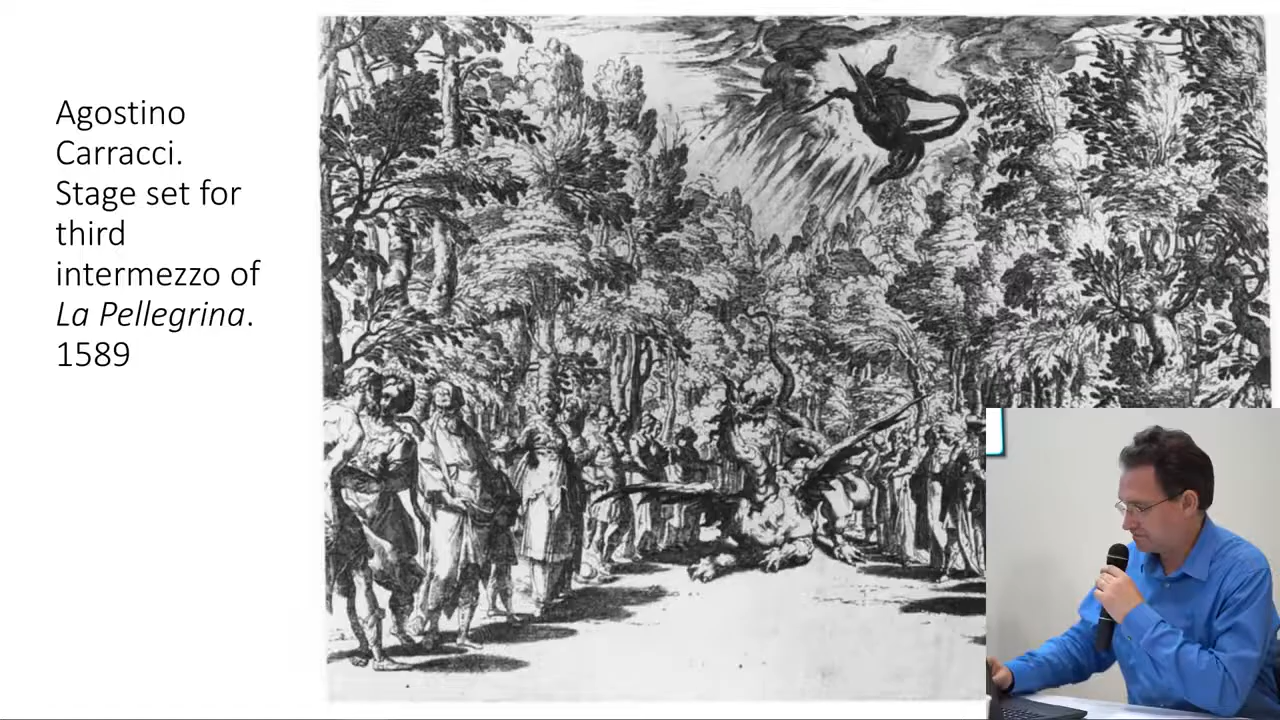 Agostino
Carracci.
Stage set for
third
intermezzo of
La Pellegrina.
1589